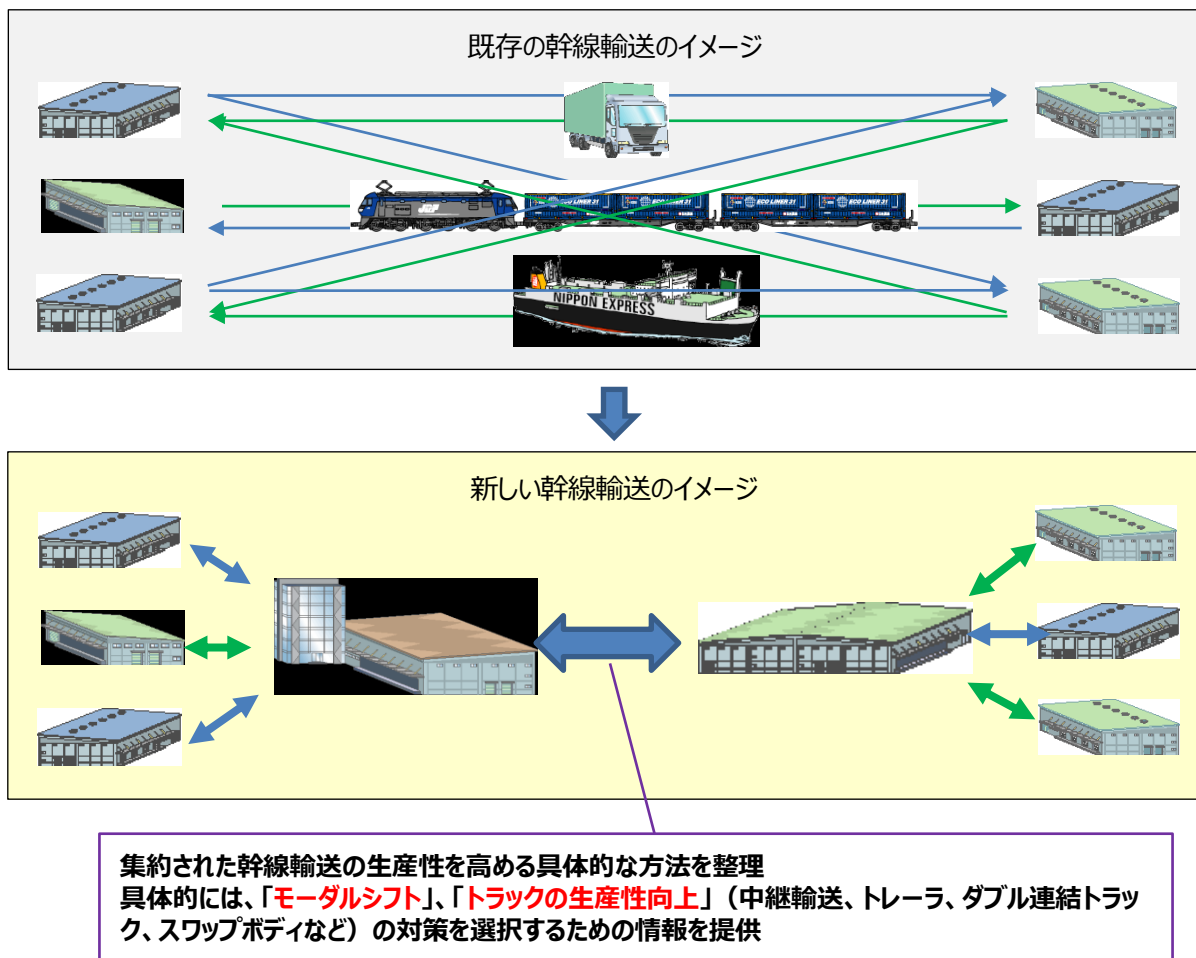 既存の幹線輸送のイメージ
ECO LINER 31
ECO LINER 31
ECO LINER 31
ECO LINER 31
NIPPON EXPRESS
新しい幹線輸送のイメージ
集約された幹線輸送の生産性を高める具体的な方法を整理
具体的には、「モーダルシフト」、「トラックの生産性向上」（中継輸送、トレーラ、ダブル連結トラッ
ク、スワップボディなど）の対策を選択するための情報を提供